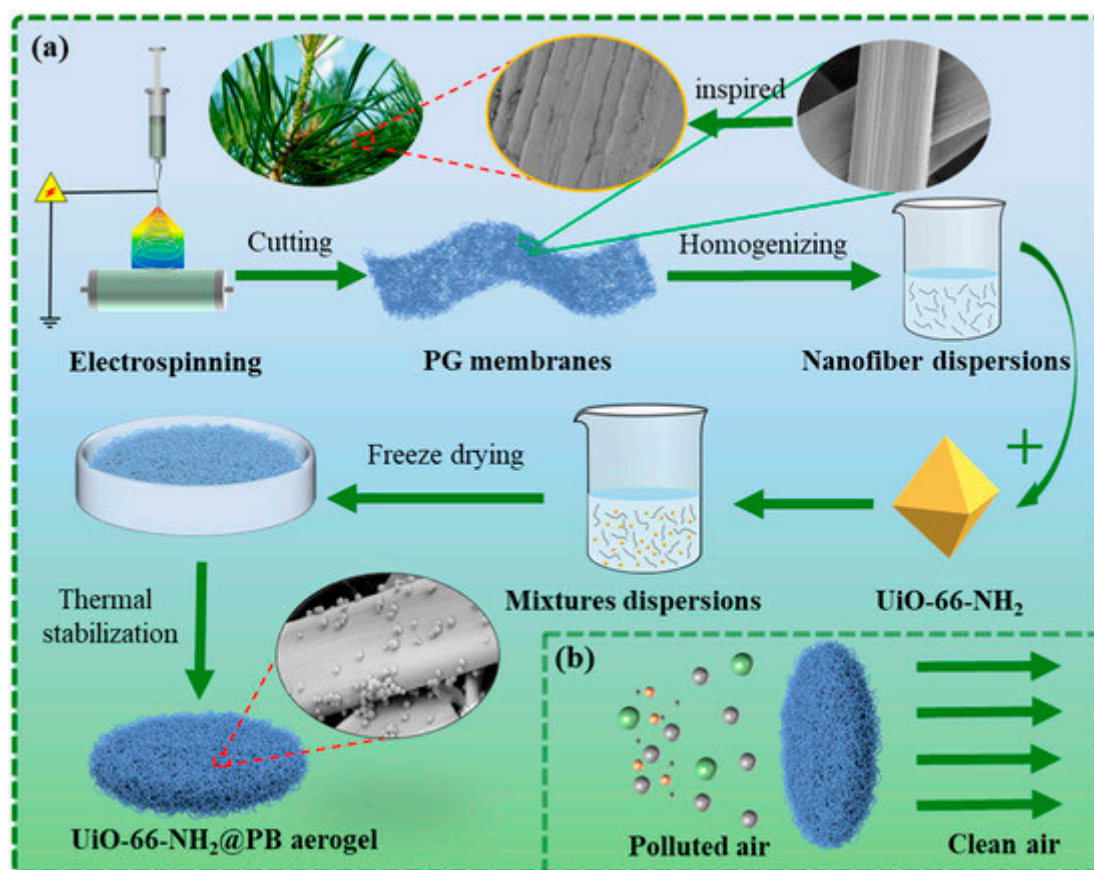 (a)
inspired
Cutting
Homogenizing
Electrospinning
PG membranes
Nanofiber dispersions
Freeze drying
+
Thermal
stabilization
Mixtures dispersions
UiO-66-NH₂
UiO-66-NH₂@PB aerogel
(b)
Polluted air
Clean air